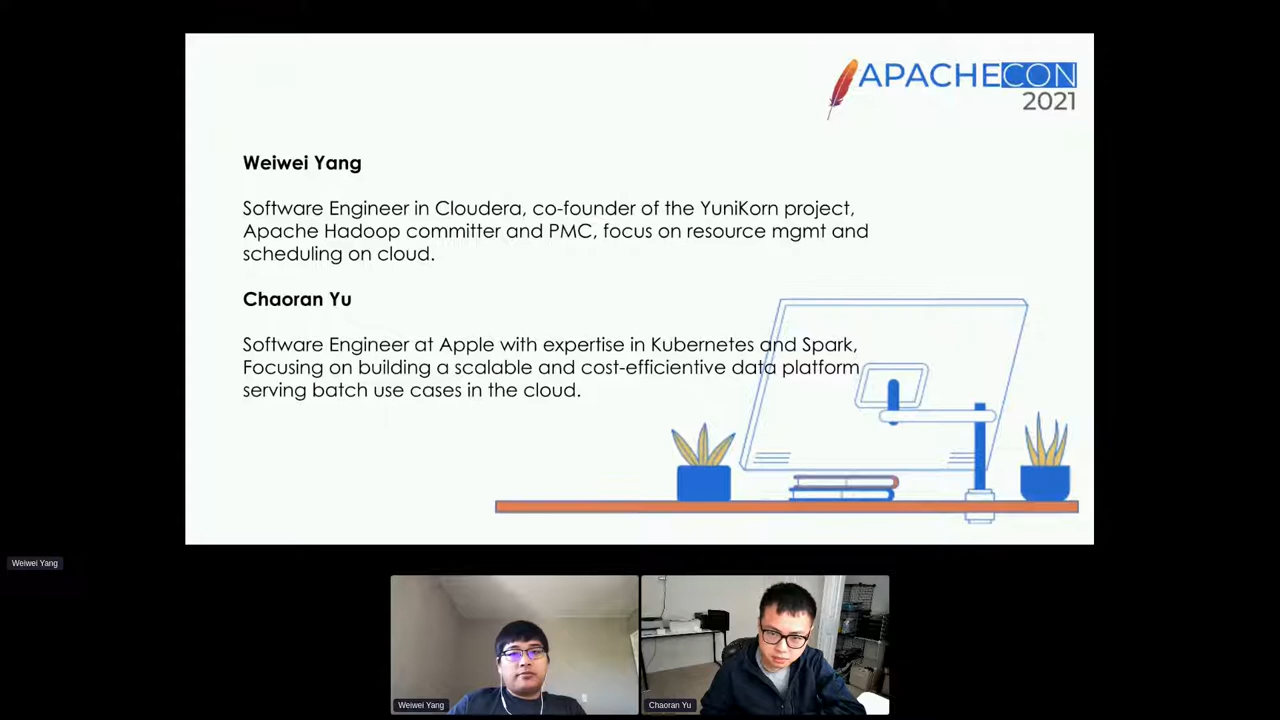 APACHECON
2021
Weiwei Yang
Software Engineer in Cloudera, co-founder of the YuniKorn project,
Apache Hadoop committer and PMC, focus on resource mgmt and
scheduling on cloud.
Chaoran Yu
Software Engineer at Apple with expertise in Kubernetes and Spark,
Focusing on building a scalable and cost-efficientive data platform
serving batch use cases in the cloud.
Weiwei Yang
Weiwei Yang
Chaoran Yu